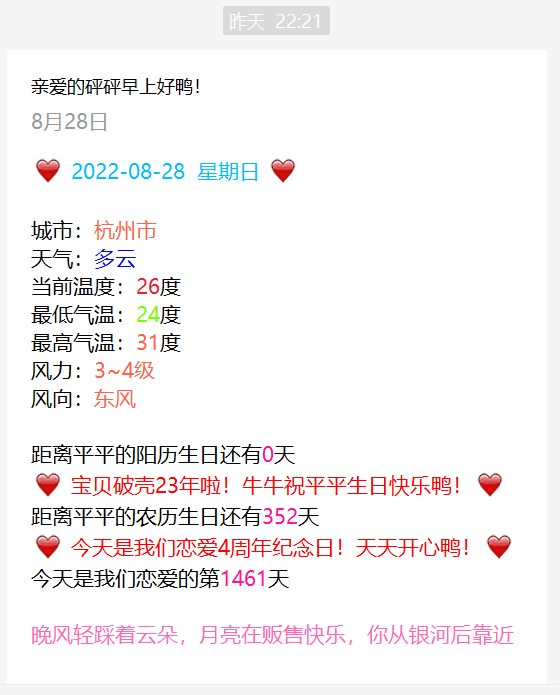 昨天 22:21
亲爱的砰砰早上好鸭！
8月28日
2022-08-28 星期日
城市：杭州市
天气：多云
当前温度：26度
最低气温：24度
最高气温：31度
风力：3~4级
风向：东风
距离平平的阳历生日还有0天
宝贝破壳23年啦！牛牛祝平平生日快乐鸭！
距离平平的农历生日还有352天
今天是我们恋爱4周年纪念日！天天开心鸭！
今天是我们恋爱的第1461天
晚风轻踩着云朵，月亮在贩售快乐，你从银河后靠近